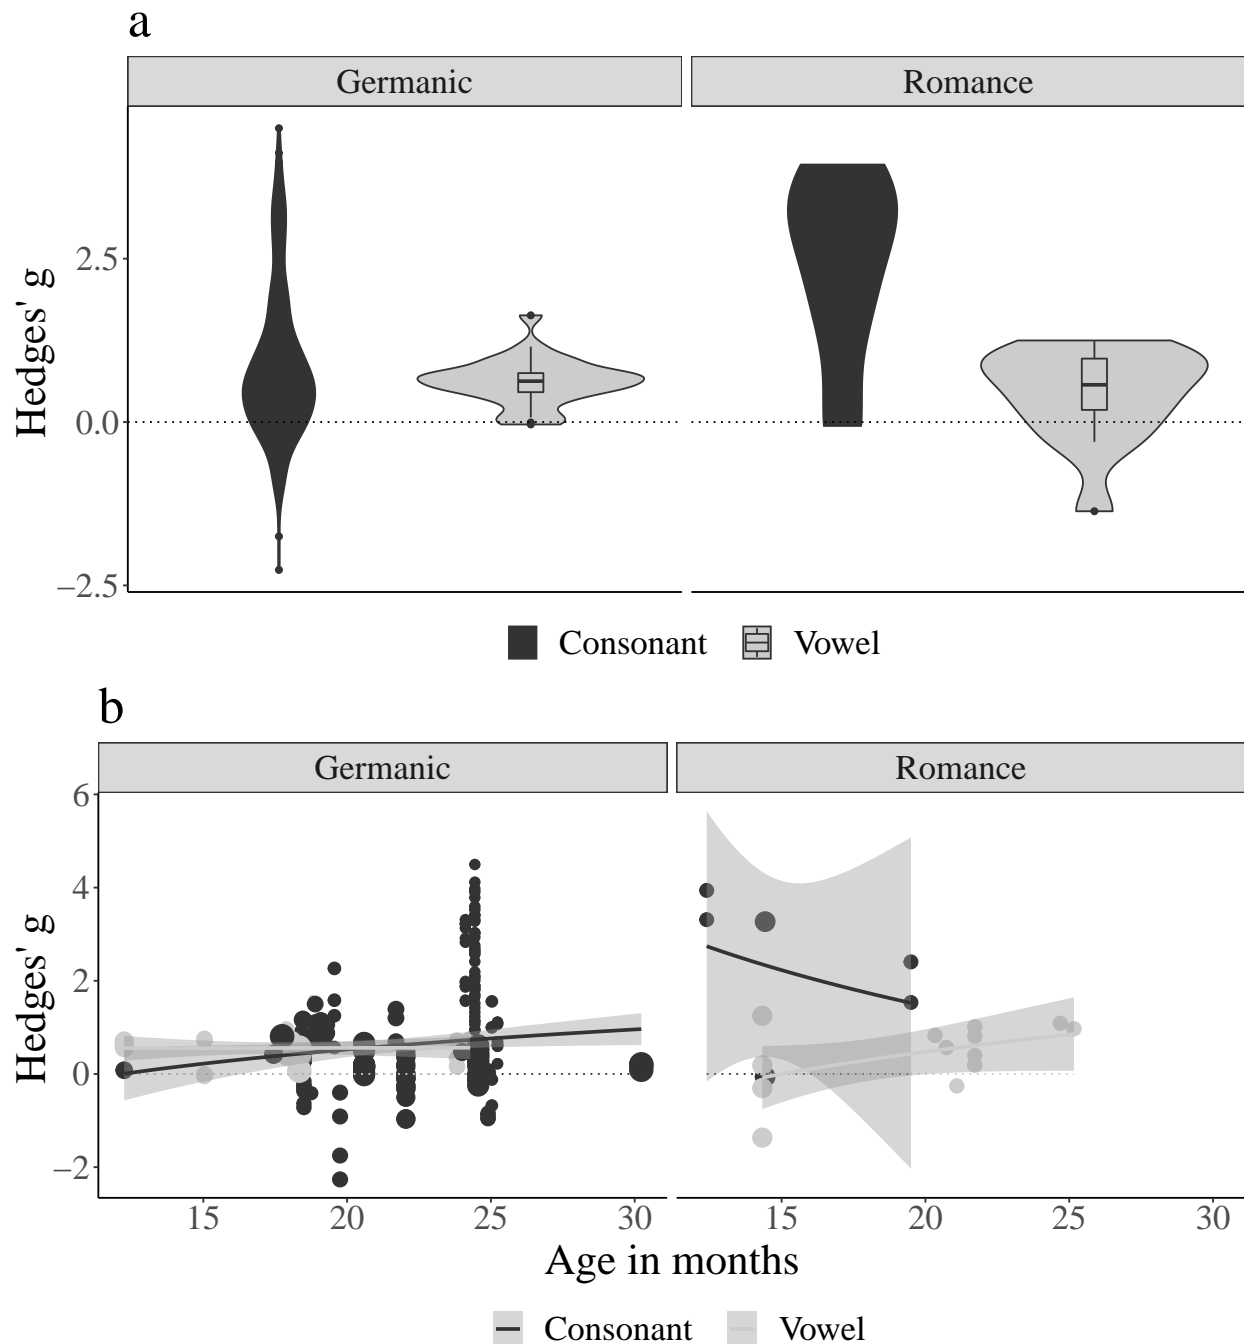 a
Germanic Romance
Hedges' g
2.5
0.0
−2.5
Consonant Vowel
b
Germanic Romance
Hedges' g
6
4
2
0
−2
15 20 25 30 15 20 25 30
Age in months
Consonant Vowel